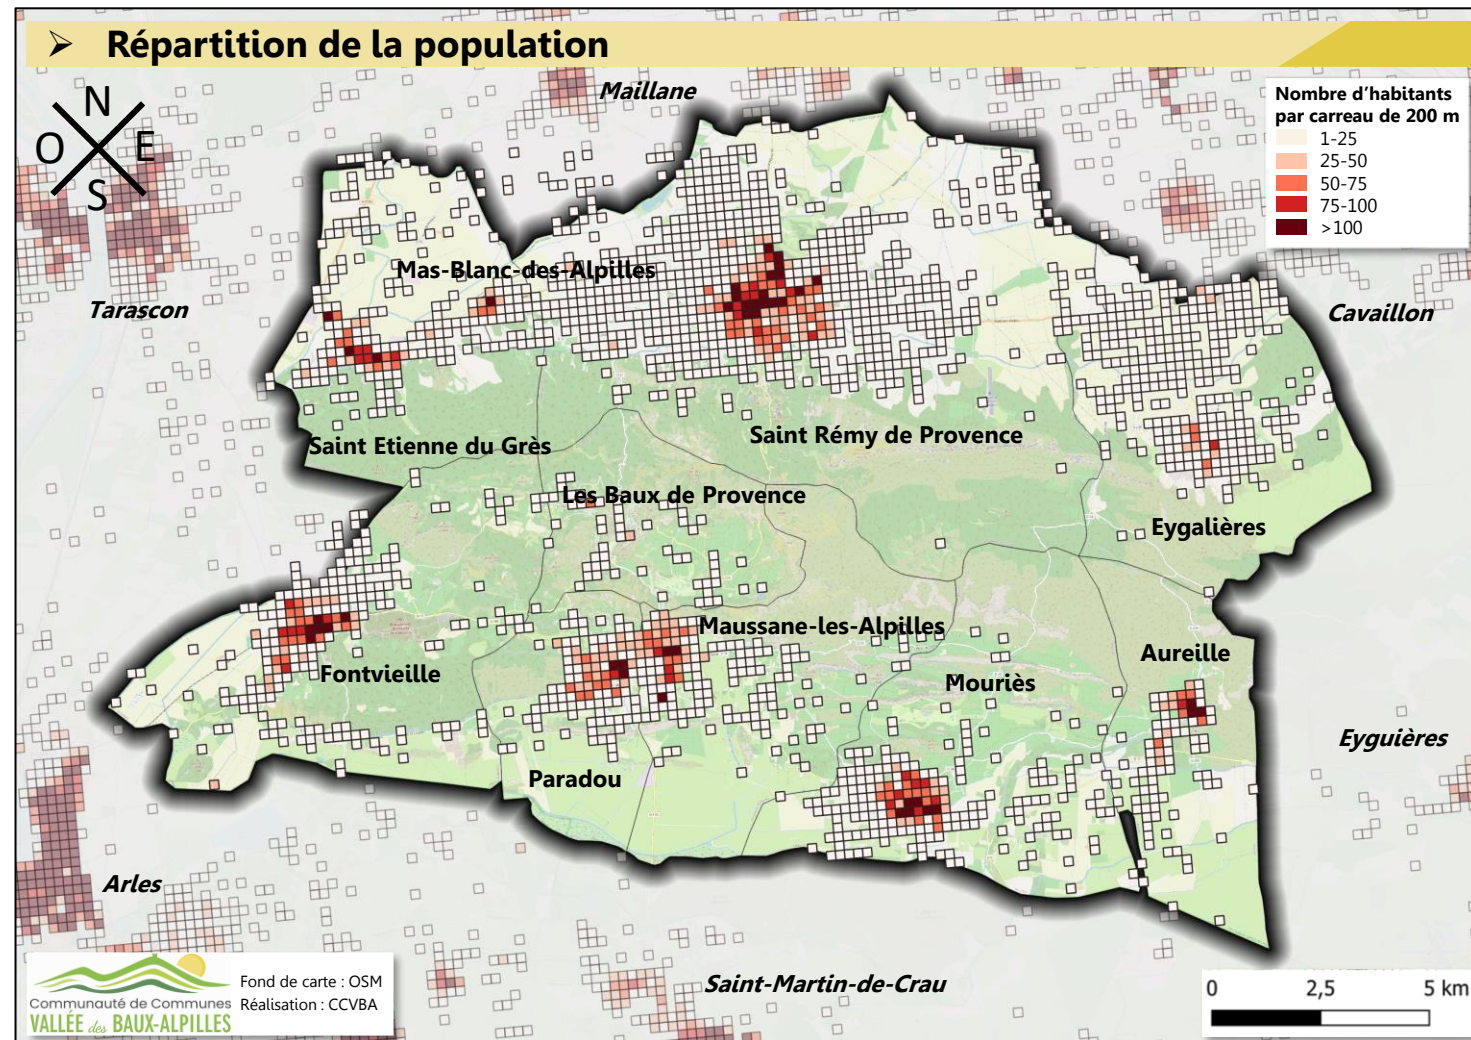 ➢ Répartition de la population
N
O E
S
Maillane
Nombre d'habitants
par carreau de 200 m
1-25
25-50
50-75
75-100
>100
Mas-Blanc-des-Alpilles
Tarascon
Cavaillon
Saint Etienne du Grès
Saint Rémy de Provence
Les Baux de Provence
Eygalières
Maussane-les-Alpilles
Aureille
Fontvieille
Mouriès
Eyguières
Paradou
Arles
Saint-Martin-de-Crau
Communauté de Communes
VALLÉE des BAUX-ALPILLES
Fond de carte : OSM
Réalisation : CCVBA
0 2,5 5 km